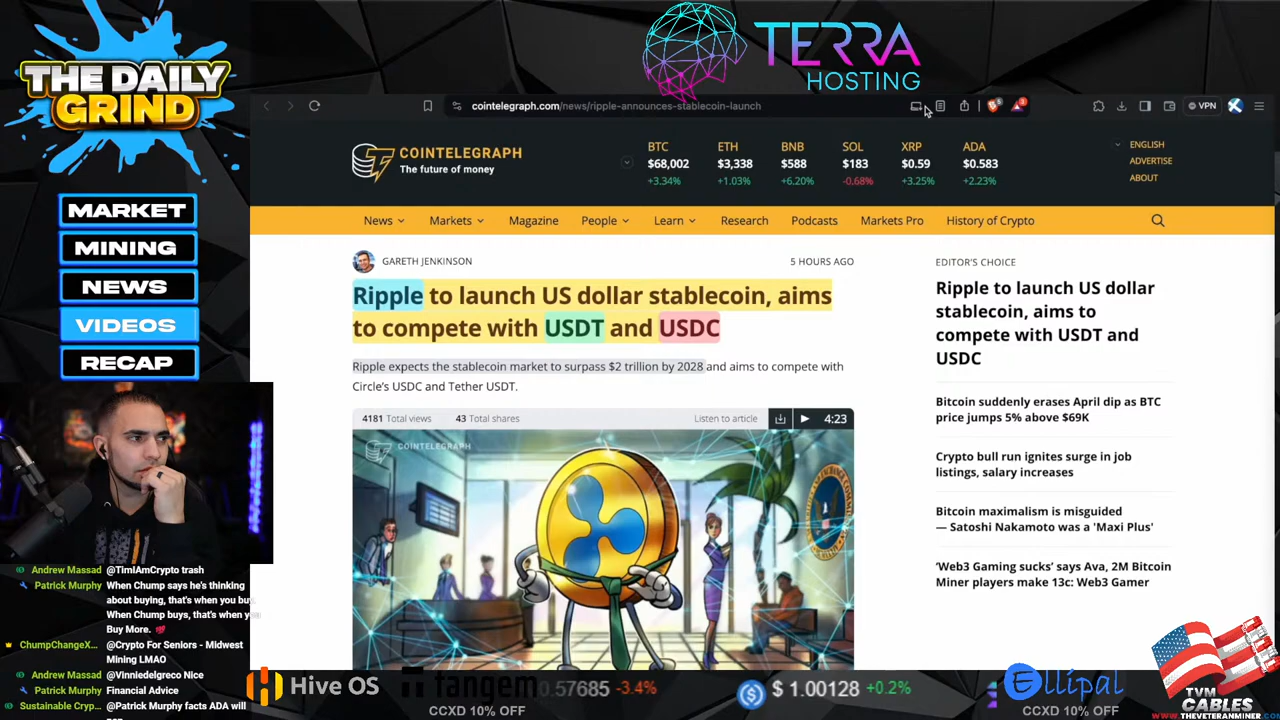 THE DAILY
GRIND
TERRA
HOSTING
cointelegraph.com/news/ripple-announces-stablecoin-launch
VPN
COINTELEGRAPH
The future of money
BTC
$68,002
+3.34%
ETH
$3,338
+1.03%
BNB
$588
+6.20%
SOL
$183
-0.68%
XRP
$0.59
+3.25%
ADA
$0.583
+2.23%
ENGLISH
ADVERTISE
ABOUT
News
Markets
Magazine
People
Learn
Research
Podcasts
Markets Pro
History of Crypto
MARKET
MINING
NEWS
VIDEOS
RECAP
GARETH JENKINSON
5 HOURS AGO
Ripple to launch US dollar stablecoin, aims
to compete with USDT and USDC
Ripple expects the stablecoin market to surpass $2 trillion by 2028 and aims to compete with
Circle's USDC and Tether USDT.
4181 Total views
43 Total shares
Listen to article
4:23
COINTELEGRAPH
EDITOR'S CHOICE
Ripple to launch US dollar
stablecoin, aims to
compete with USDT and
USDC
Bitcoin suddenly erases April dip as BTC
price jumps 5% above $69K
Crypto bull run ignites surge in job
listings, salary increases
Bitcoin maximalism is misguided
— Satoshi Nakamoto was a 'Maxi Plus'
'Web3 Gaming sucks' says Ava, 2M Bitcoin
Miner players make 13c: Web3 Gamer
Andrew Massad @TimIAmCrypto trash
Patrick Murphy When Chump says he's thinking
about buying, that's when you buy.
When Chump buys, that's when you
Buy More.
ChumpChangeX... @Crypto For Seniors - Midwest
Mining LMAO
Andrew Massad @Vinniedelgreco Nice
Patrick Murphy Financial Advice
Sustainable Cryp... @Patrick Murphy facts ADA will
Hive OS
tangem
CCXD 10% OFF
0.57685 -3.4%
$ 1.00128 +0.2%
Ellipal
CCXD 10% OFF
TVM
CABLES
WWW.THEVETERANMINER.C